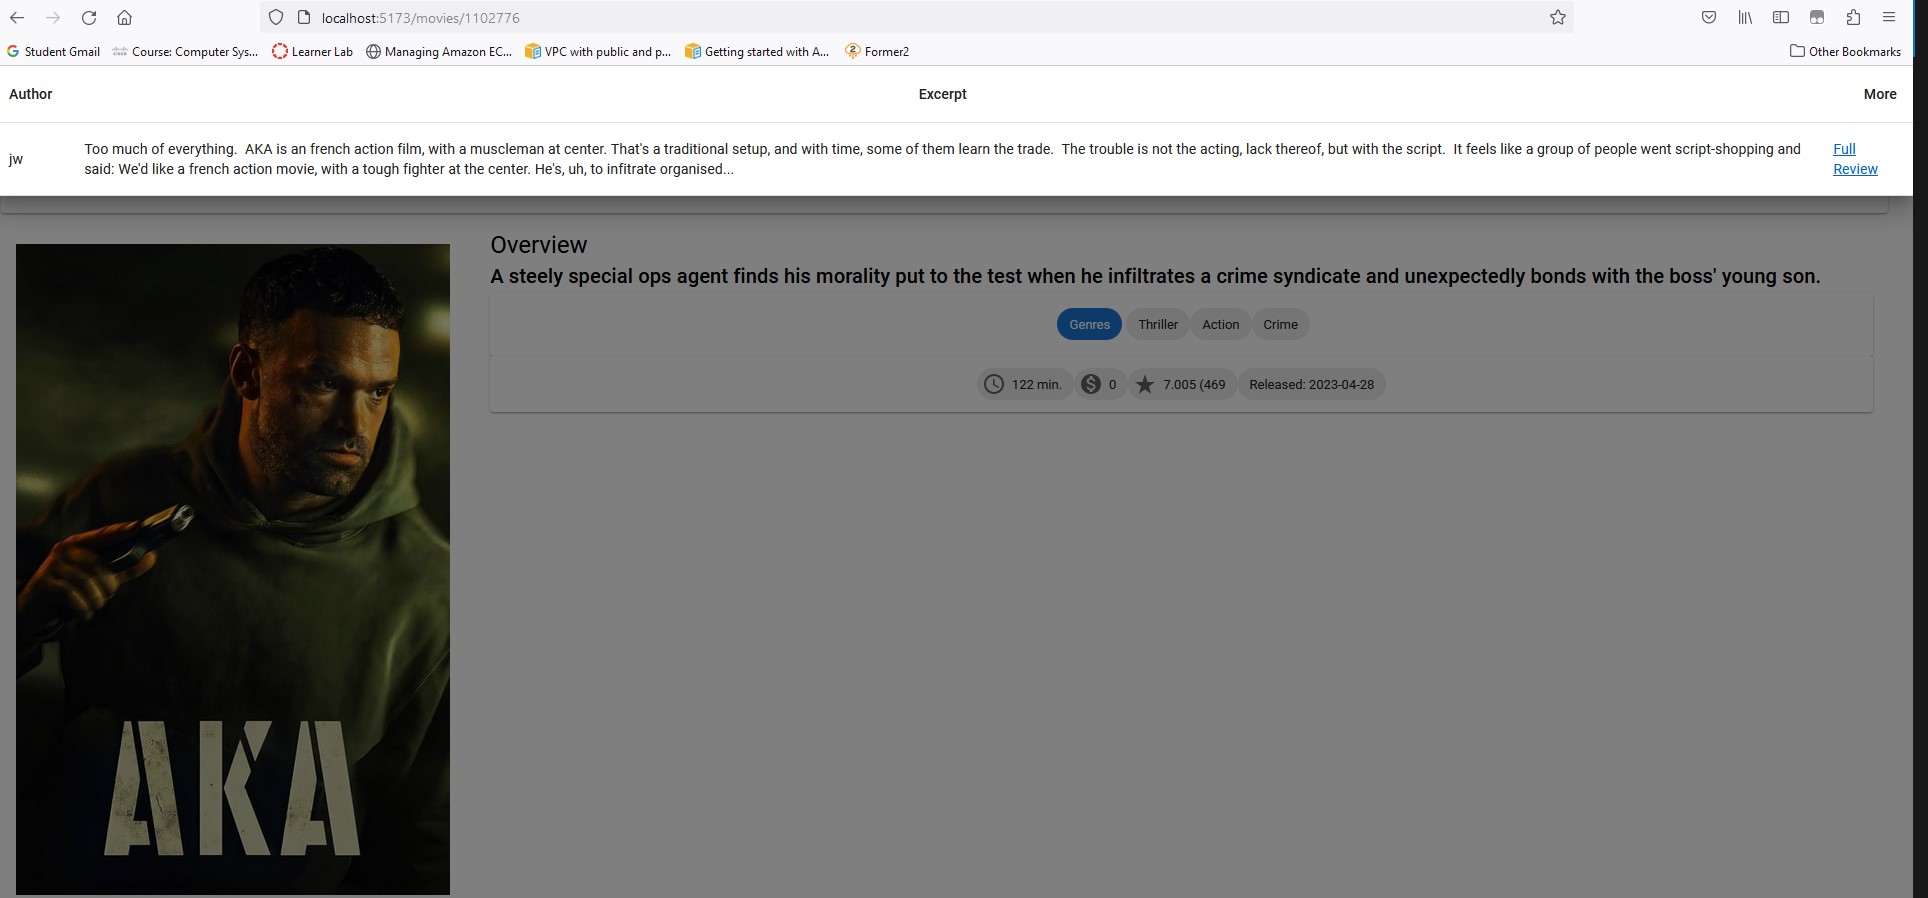 localhost:5173/movies/1102776
Student Gmail Course: Computer Sys... Learner Lab Managing Amazon EC... VPC with public and p... Getting started with A... Former2 Other Bookmarks
Author Excerpt More
jw
Too much of everything.  AKA is an french action film, with a muscleman at center. That's a traditional setup, and with time, some of them learn the trade.  The trouble is not the acting, lack thereof, but with the script.  It feels like a group of people went script-shopping and
said: We'd like a french action movie, with a tough fighter at the center. He's, uh, to infitrate organised...
Full
Review
Overview
A steely special ops agent finds his morality put to the test when he infiltrates a crime syndicate and unexpectedly bonds with the boss' young son.
Genres Thriller Action Crime
122 min. $ 0 7.005 (469 Released: 2023-04-28
AKA